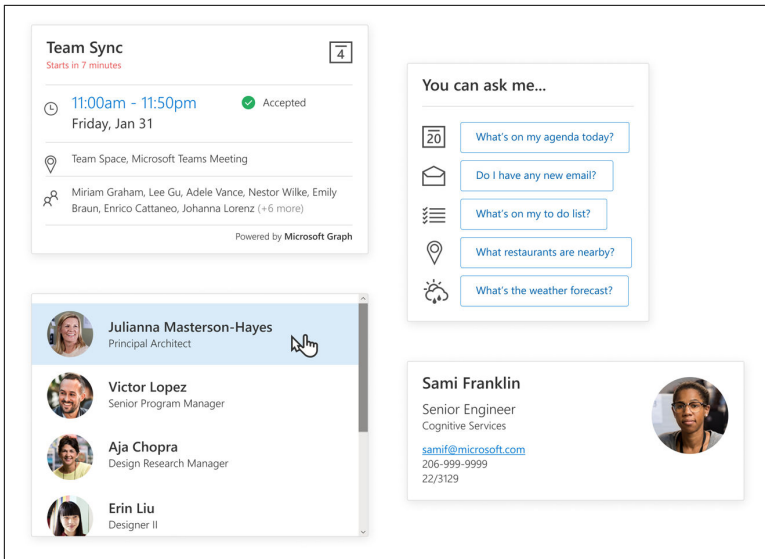 Team Sync
Starts in 7 minutes
4
11:00am - 11:50pm
Accepted
Friday, Jan 31
Team Space, Microsoft Teams Meeting
Miriam Graham, Lee Gu, Adele Vance, Nestor Wilke, Emily
Braun, Enrico Cattaneo, Johanna Lorenz (+6 more)
Powered by Microsoft Graph
You can ask me...
20
What's on my agenda today?
Do I have any new email?
What's on my to do list?
What restaurants are nearby?
What's the weather forecast?
Julianna Masterson-Hayes
Principal Architect
Victor Lopez
Senior Program Manager
Aja Chopra
Design Research Manager
Erin Liu
Designer II
Sami Franklin
Senior Engineer
Cognitive Services
samif@microsoft.com
206-999-9999
22/3129